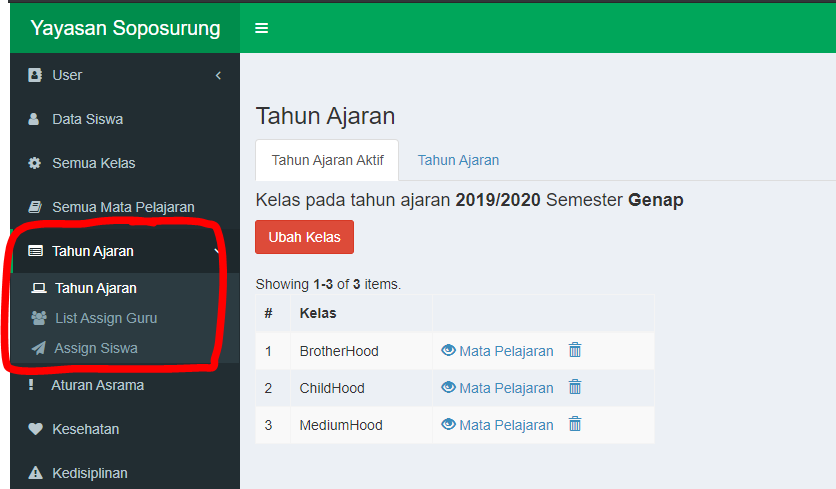 Yayasan Soposurung
User
Data Siswa
Semua Kelas
Semua Mata Pelajaran
Tahun Ajaran
Tahun Ajaran
List Assign Guru
Assign Siswa
Aturan Asrama
Kesehatan
Kedisiplinan
Tahun Ajaran
Tahun Ajaran Aktif Tahun Ajaran
Kelas pada tahun ajaran 2019/2020 Semester Genap
Ubah Kelas
Showing 1-3 of 3 items.
# Kelas
1 BrotherHood Mata Pelajaran
2 ChildHood Mata Pelajaran
3 MediumHood Mata Pelajaran